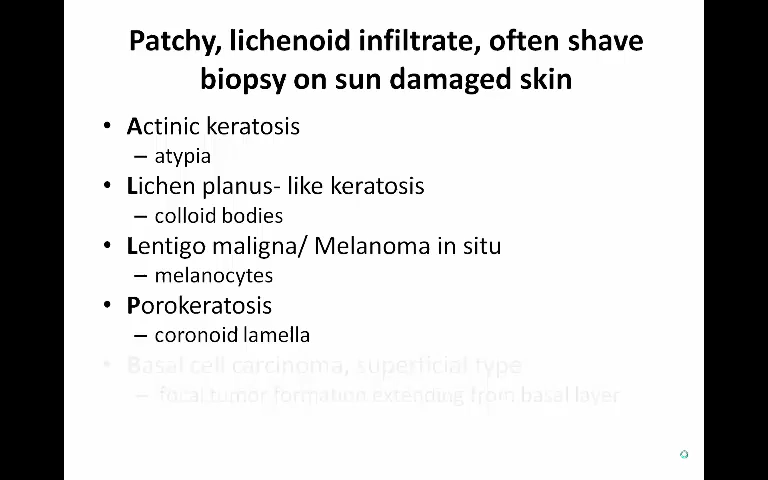 Patchy, lichenoid infiltrate, often shave
biopsy on sun damaged skin
• Actinic keratosis
– atypia
• Lichen planus- like keratosis
– colloid bodies
• Lentigo maligna/ Melanoma in situ
– melanocytes
• Porokeratosis
– coronoid lamella
• Basal cell carcinoma, superficial type
– focal tumor formation extending from basal layer